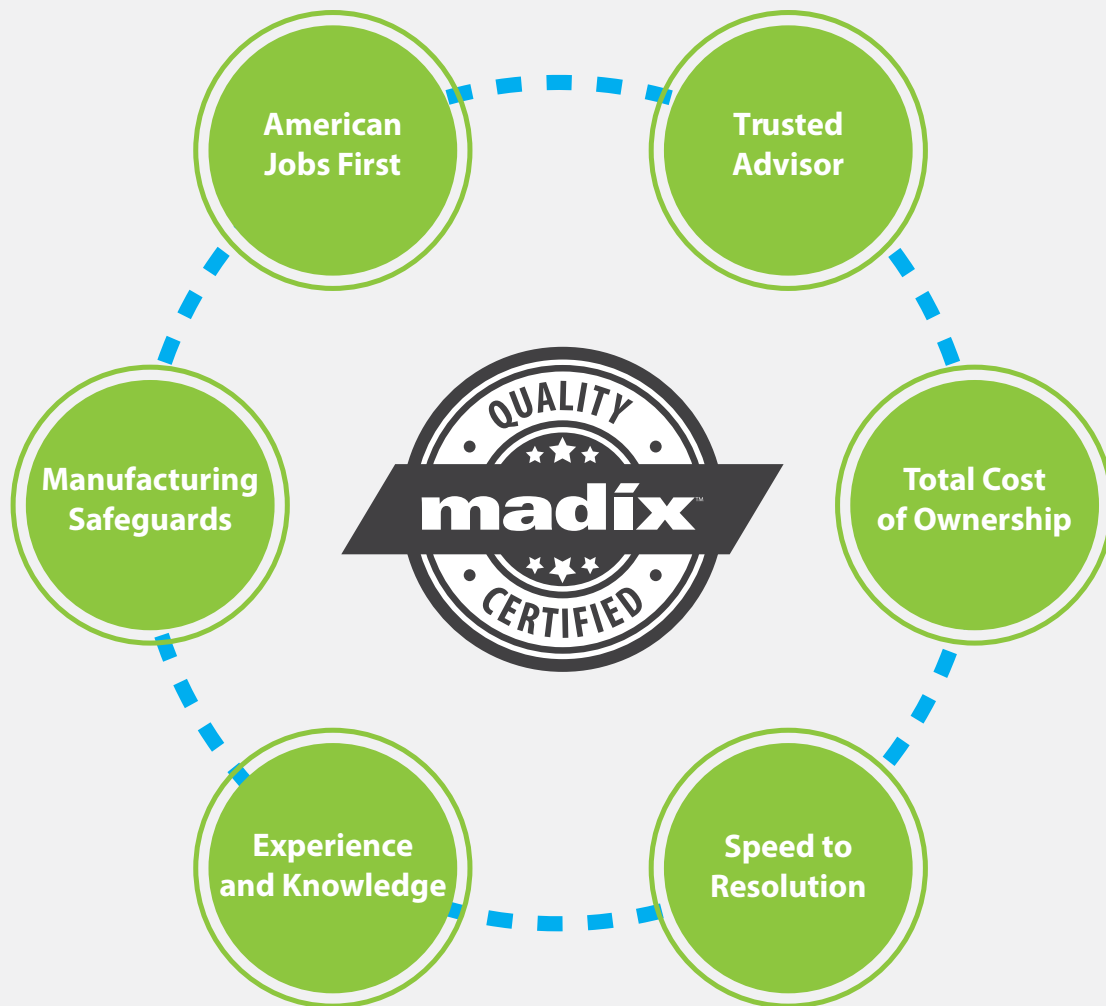 American
Jobs First
Trusted
Advisor
Manufacturing
Safeguards
QUALITY
madíx™
CERTIFIED
Total Cost
of Ownership
Experience
and Knowledge
Speed to
Resolution